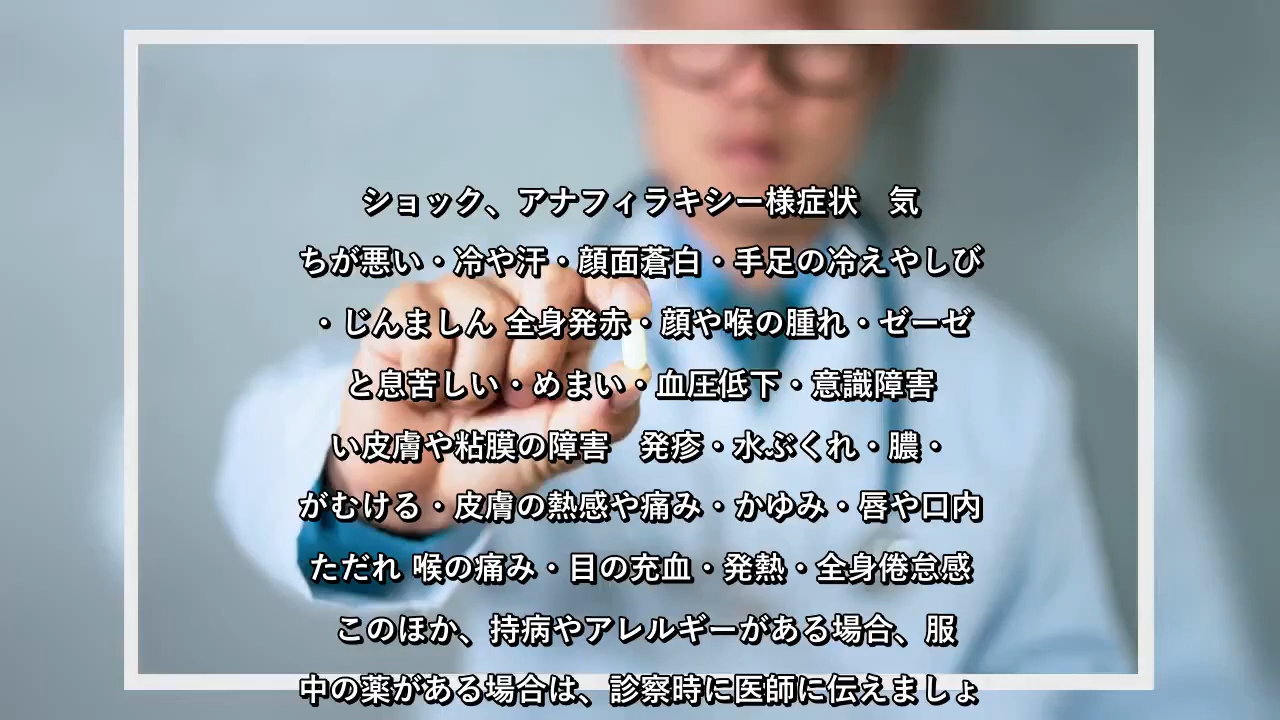 ショック、アナフィラキシー様症状　気
ちが悪い・冷や汗・顔面蒼白・手足の冷えやしび
・じんましん 全身発赤・顔や喉の腫れ・ゼーゼ
と息苦しい・めまい・血圧低下・意識障害
い皮膚や粘膜の障害　発疹・水ぶくれ・膿・
がむける・皮膚の熱感や痛み・かゆみ・唇や口内
ただれ 喉の痛み・目の充血・発熱・全身倦怠感
このほか、持病やアレルギーがある場合、服
中の薬がある場合は、診察時に医師に伝えましょ